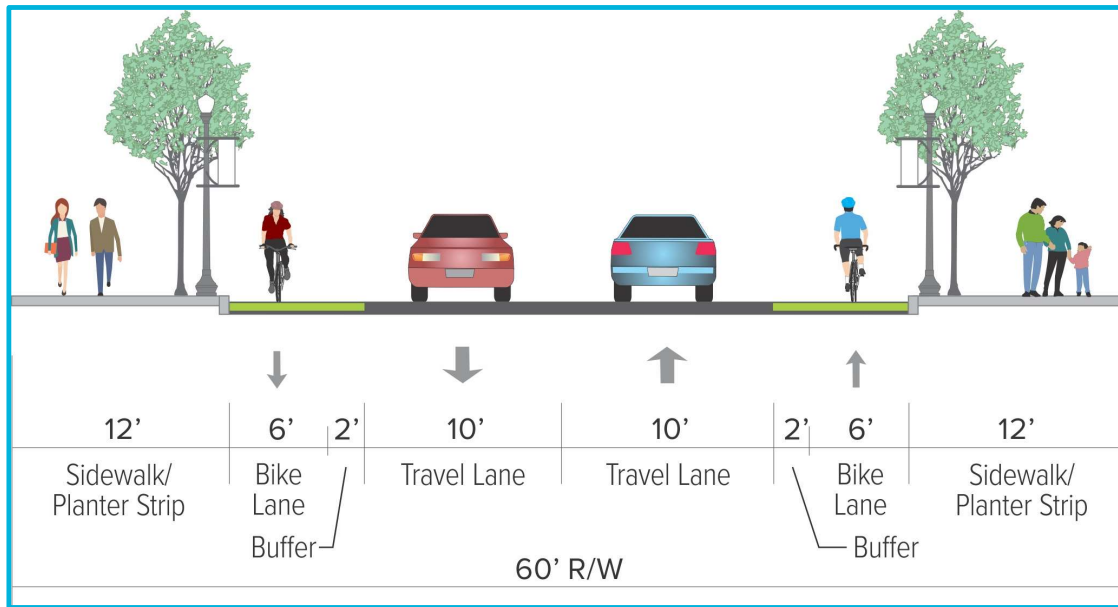 12’ 6’ 2’ 10’ 10’ 2’ 6’ 12’
Sidewalk/
Planter Strip
Bike
Lane
Buffer
Travel Lane
Travel Lane
Buffer
Bike
Lane
Sidewalk/
Planter Strip
60’ R/W